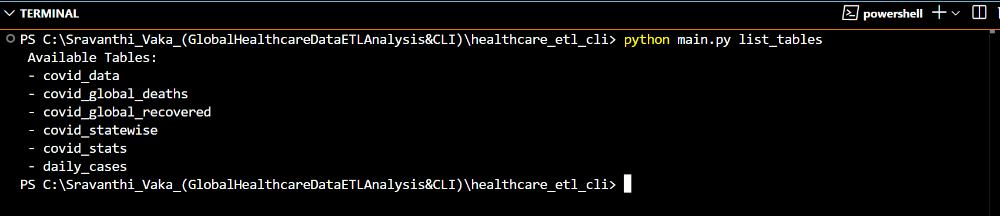 TERMINAL
powershell
PS C:\Sravanthi_Vaka_(GlobalHealthcareDataETLAnalysis&CLI)\healthcare_etl_cli> python main.py list_tables
Available Tables:
- covid_data
- covid_global_deaths
- covid_global_recovered
- covid_statewise
- covid_stats
- daily_cases
PS C:\Sravanthi_Vaka_(GlobalHealthcareDataETLAnalysis&CLI)\healthcare_etl_cli>